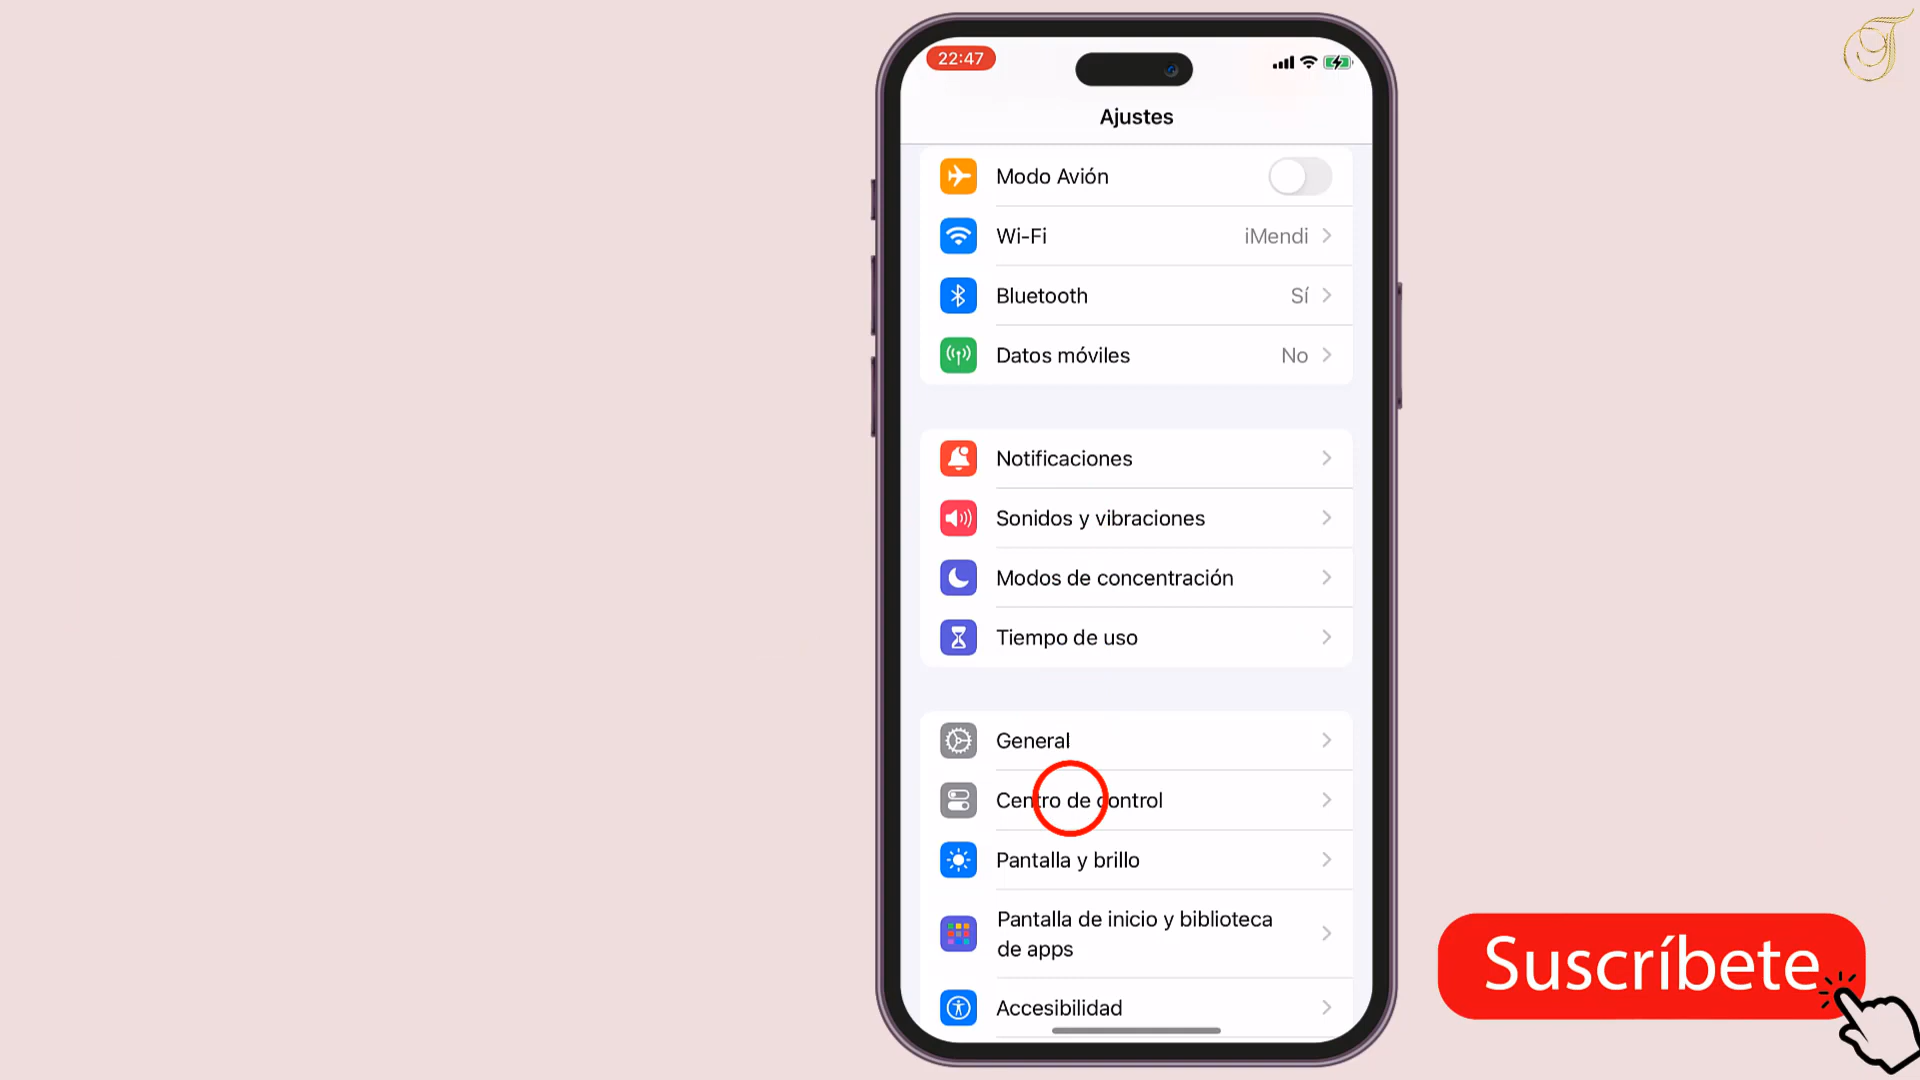 22:47
Ajustes
Modo Avión
Wi-Fi
iMendi
Bluetooth
Sí
Datos móviles
No
Notificaciones
Sonidos y vibraciones
Modos de concentración
Tiempo de uso
General
Centro de control
Pantalla y brillo
Pantalla de inicio y biblioteca
de apps
Accesibilidad
Suscríbete